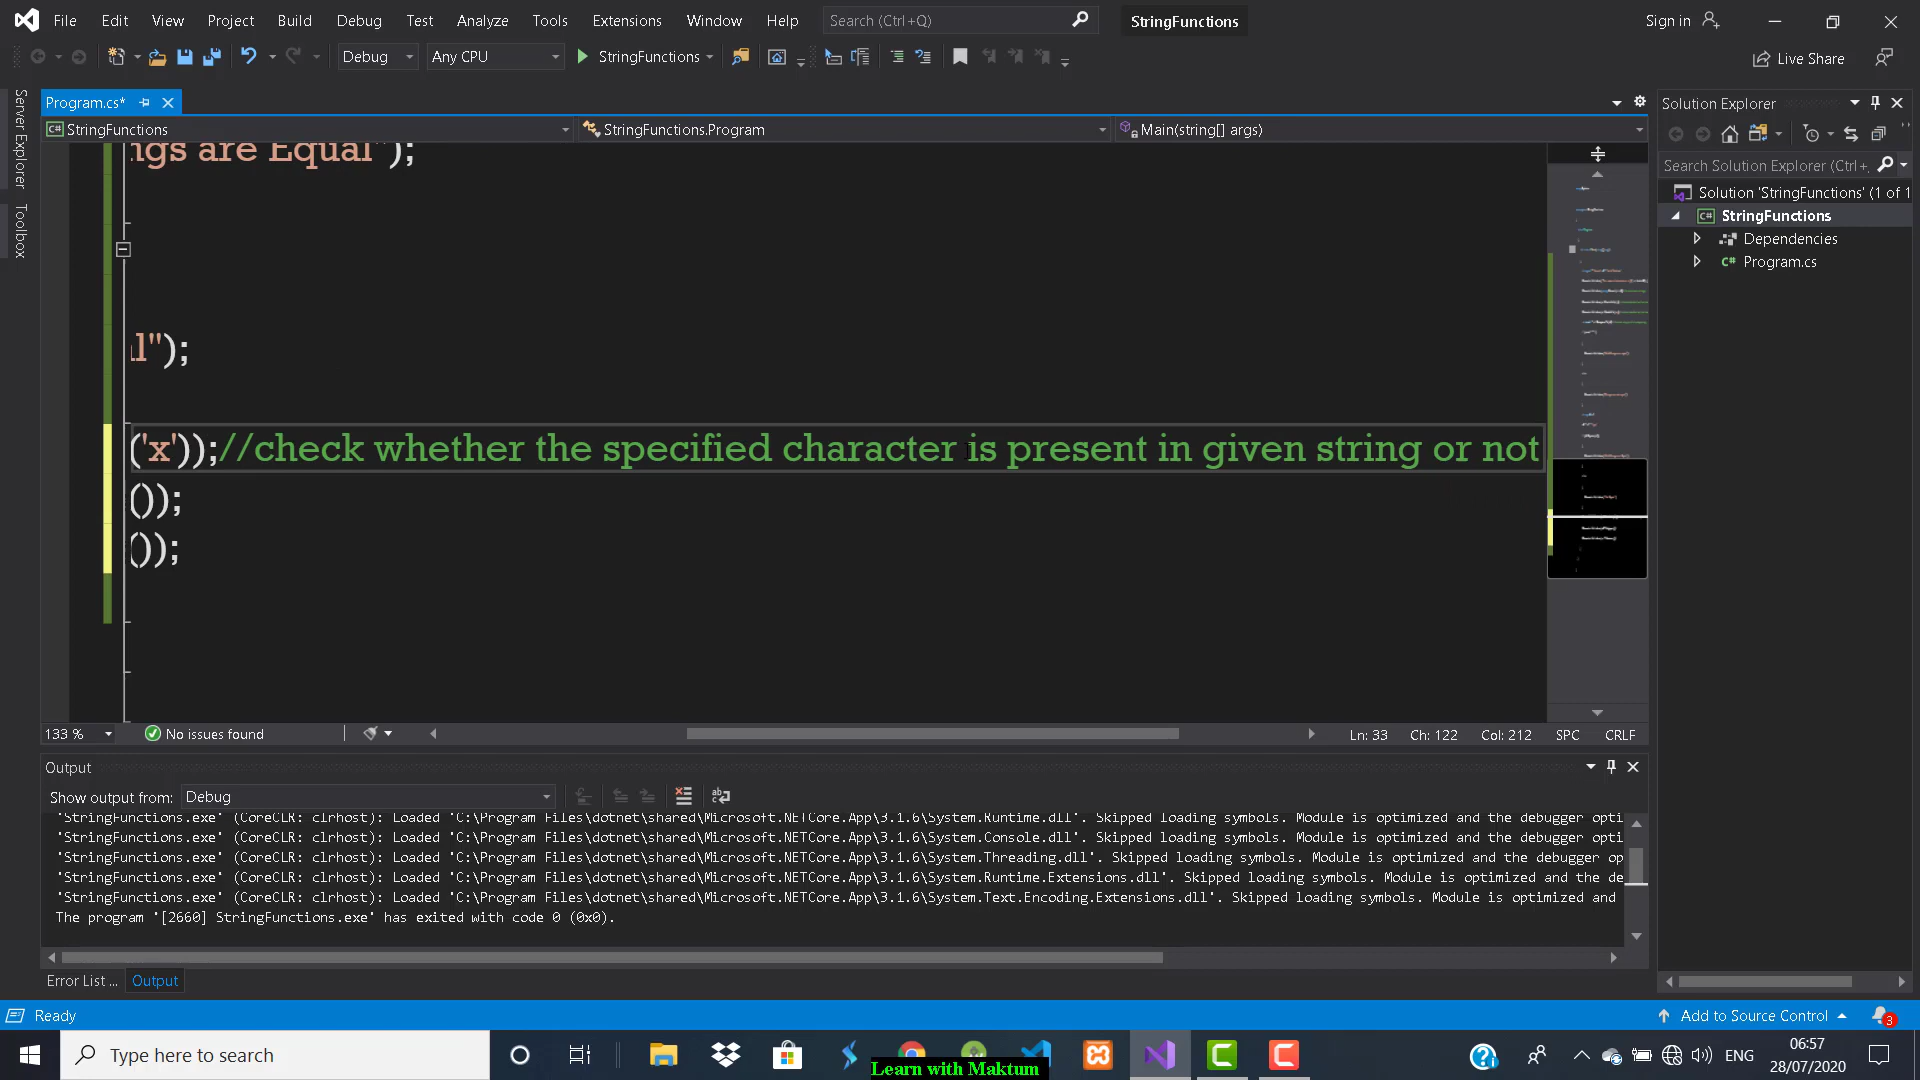 File Edit View Project Build Debug Test Analyze Tools Extensions Window Help Search (Ctrl+Q) StringFunctions Sign in
Debug Any CPU StringFunctions Live Share
Server Explorer
Toolbox
Program.cs*
StringFunctions StringFunctions.Program Main(string[] args)
ngs are Equal");
al");
('x'));//check whether the specified character is present in given string or not
());
());
133 % No issues found Ln: 33 Ch: 122 Col: 212 SPC CRLF
Solution Explorer
Search Solution Explorer (Ctrl+
Solution 'StringFunctions' (1 of 1
StringFunctions
Dependencies
Program.cs
Output
Show output from: Debug
'StringFunctions.exe' (CoreCLR: clrhost): Loaded 'C:\Program Files\dotnet\shared\Microsoft.NETCore.App\3.1.6\System.Runtime.dll'. Skipped loading symbols. Module is optimized and the debugger opti
'StringFunctions.exe' (CoreCLR: clrhost): Loaded 'C:\Program Files\dotnet\shared\Microsoft.NETCore.App\3.1.6\System.Console.dll'. Skipped loading symbols. Module is optimized and the debugger opti
'StringFunctions.exe' (CoreCLR: clrhost): Loaded 'C:\Program Files\dotnet\shared\Microsoft.NETCore.App\3.1.6\System.Threading.dll'. Skipped loading symbols. Module is optimized and the debugger op
'StringFunctions.exe' (CoreCLR: clrhost): Loaded 'C:\Program Files\dotnet\shared\Microsoft.NETCore.App\3.1.6\System.Runtime.Extensions.dll'. Skipped loading symbols. Module is optimized and the de
'StringFunctions.exe' (CoreCLR: clrhost): Loaded 'C:\Program Files\dotnet\shared\Microsoft.NETCore.App\3.1.6\System.Text.Encoding.Extensions.dll'. Skipped loading symbols. Module is optimized and
The program '[2660] StringFunctions.exe' has exited with code 0 (0x0).
Error List ... Output
Ready Add to Source Control 3
Type here to search ENG 06:57
28/07/2020
Learn with Maktum